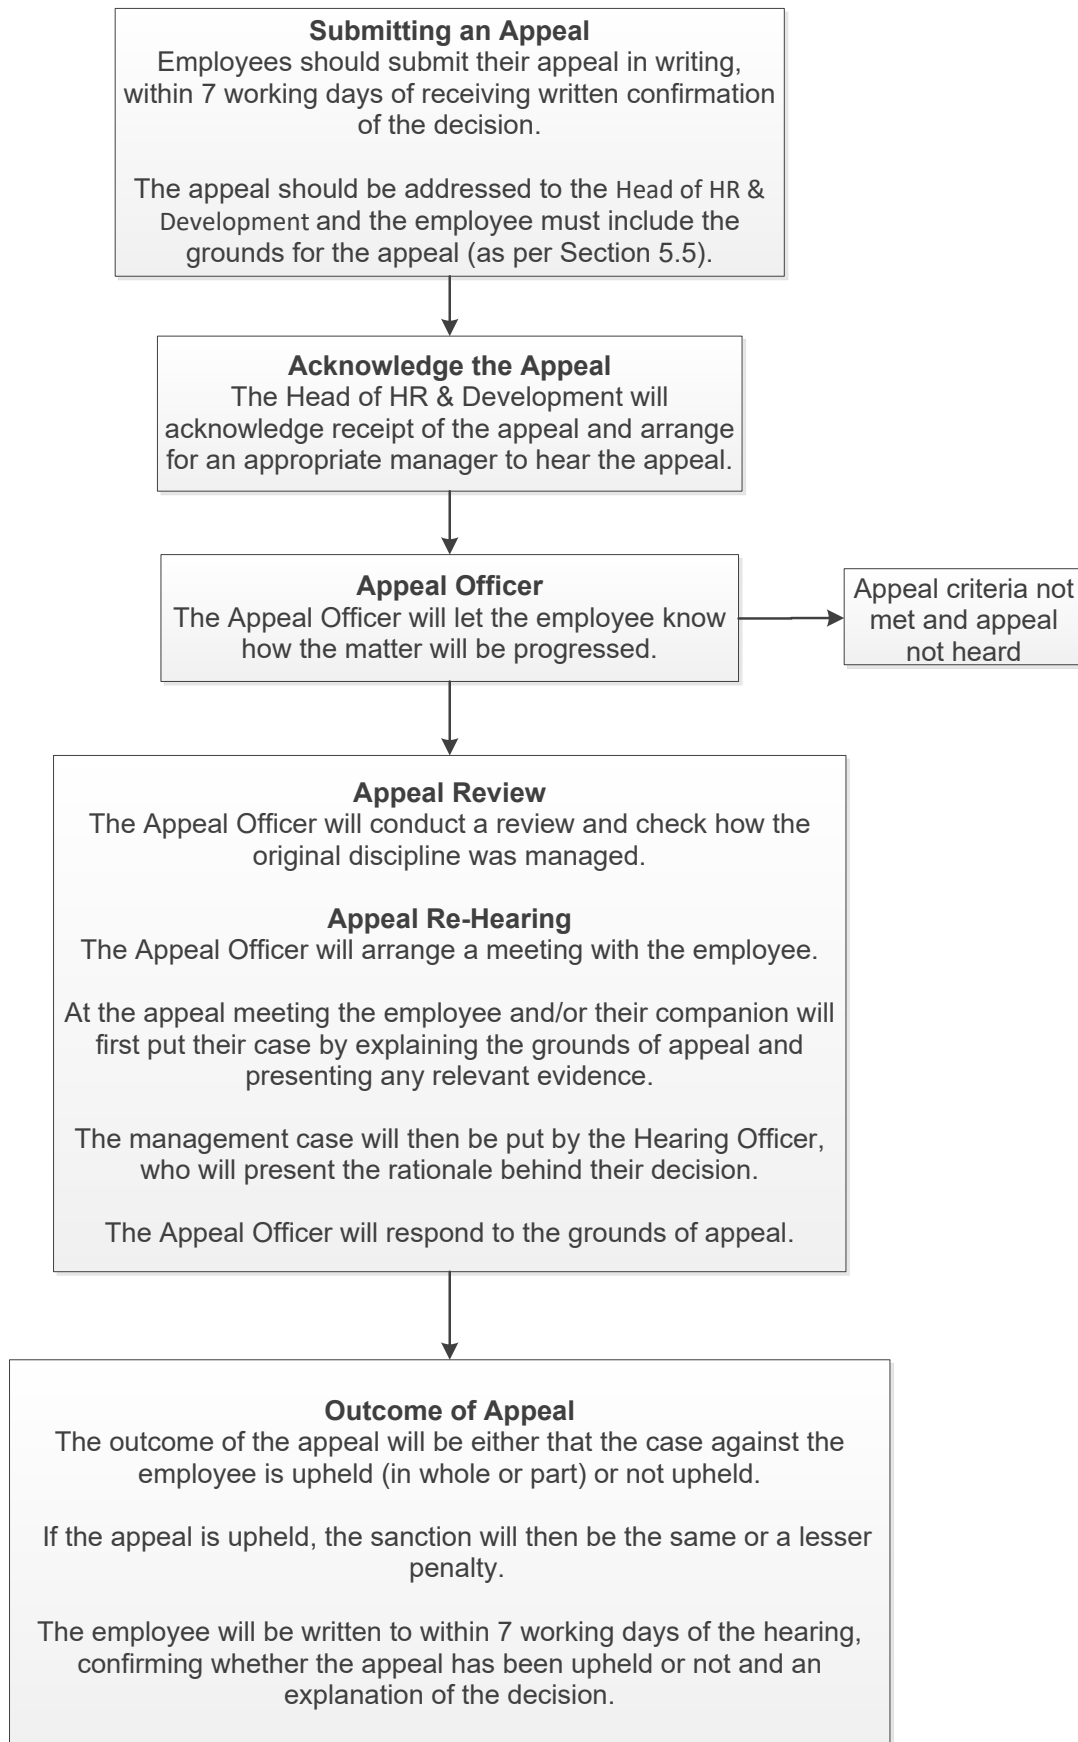 Submitting an Appeal
Employees should submit their appeal in writing,
within 7 working days of receiving written confirmation
of the decision.
The appeal should be addressed to the Head of HR &
Development and the employee must include the
grounds for the appeal (as per Section 5.5).
Acknowledge the Appeal
The Head of HR & Development will
acknowledge receipt of the appeal and arrange
for an appropriate manager to hear the appeal.
Appeal Officer
The Appeal Officer will let the employee know
how the matter will be progressed.
Appeal criteria not
met and appeal
not heard
Appeal Review
The Appeal Officer will conduct a review and check how the
original discipline was managed.
Appeal Re-Hearing
The Appeal Officer will arrange a meeting with the employee.
At the appeal meeting the employee and/or their companion will
first put their case by explaining the grounds of appeal and
presenting any relevant evidence.
The management case will then be put by the Hearing Officer,
who will present the rationale behind their decision.
The Appeal Officer will respond to the grounds of appeal.
Outcome of Appeal
The outcome of the appeal will be either that the case against the
employee is upheld (in whole or part) or not upheld.
If the appeal is upheld, the sanction will then be the same or a lesser
penalty.
The employee will be written to within 7 working days of the hearing,
confirming whether the appeal has been upheld or not and an
explanation of the decision.